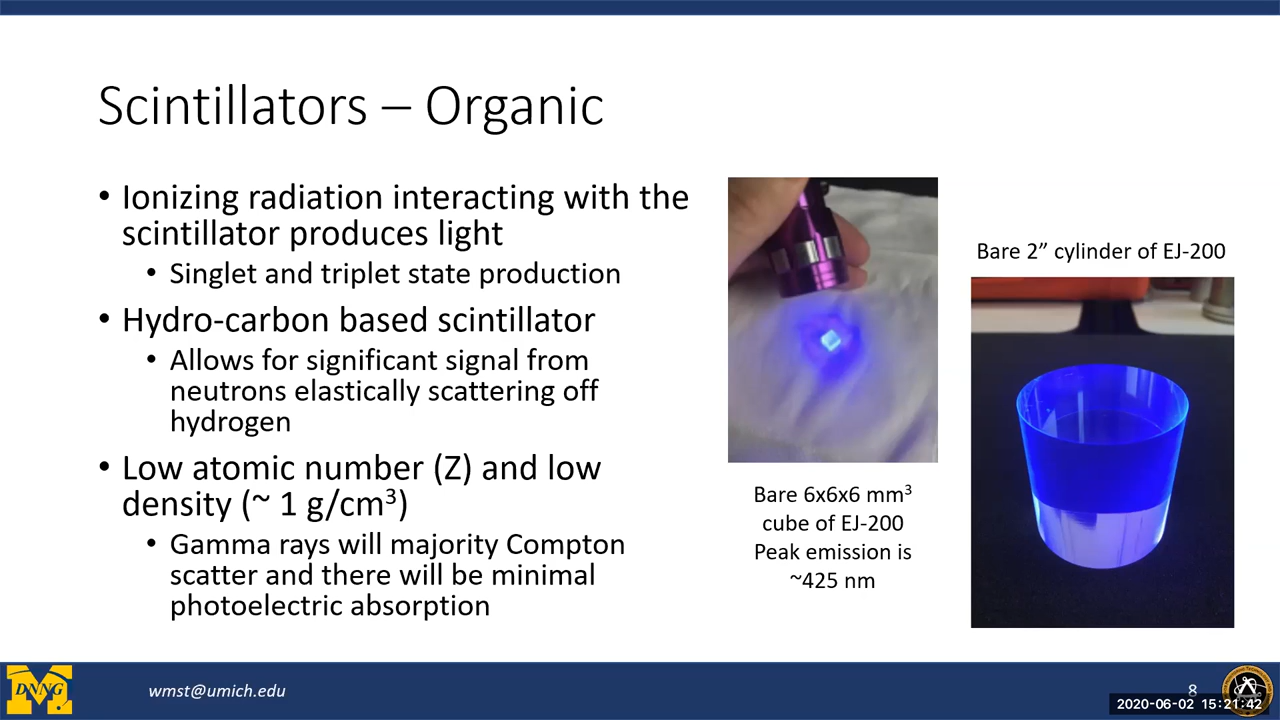 Scintillators – Organic
• Ionizing radiation interacting with the
scintillator produces light
• Singlet and triplet state production
• Hydro-carbon based scintillator
• Allows for significant signal from
neutrons elastically scattering off
hydrogen
• Low atomic number (Z) and low
density (~ 1 g/cm³)
• Gamma rays will majority Compton
scatter and there will be minimal
photoelectric absorption
Bare 6x6x6 mm³
cube of EJ-200
Peak emission is
~425 nm
Bare 2” cylinder of EJ-200
DNNG
wmst@umich.edu
8
2020-06-02 15:21:42